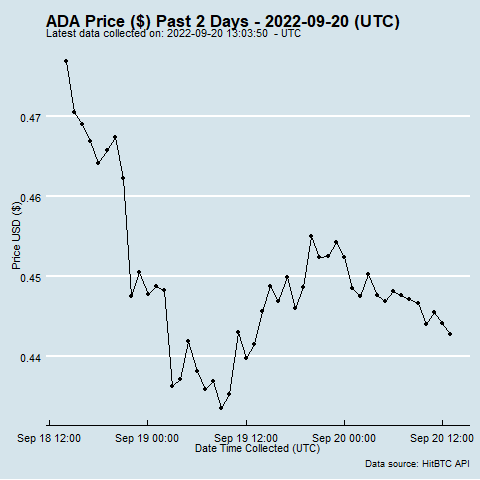 ADA Price ($) Past 2 Days - 2022-09-20 (UTC)
Latest data collected on: 2022-09-20 13:03:50 - UTC
0.47
0.46
0.45
0.44
Price USD ($)
Sep 18 12:00 Sep 19 00:00 Sep 19 12:00 Sep 20 00:00 Sep 20 12:00
Date Time Collected (UTC)
Data source: HitBTC API